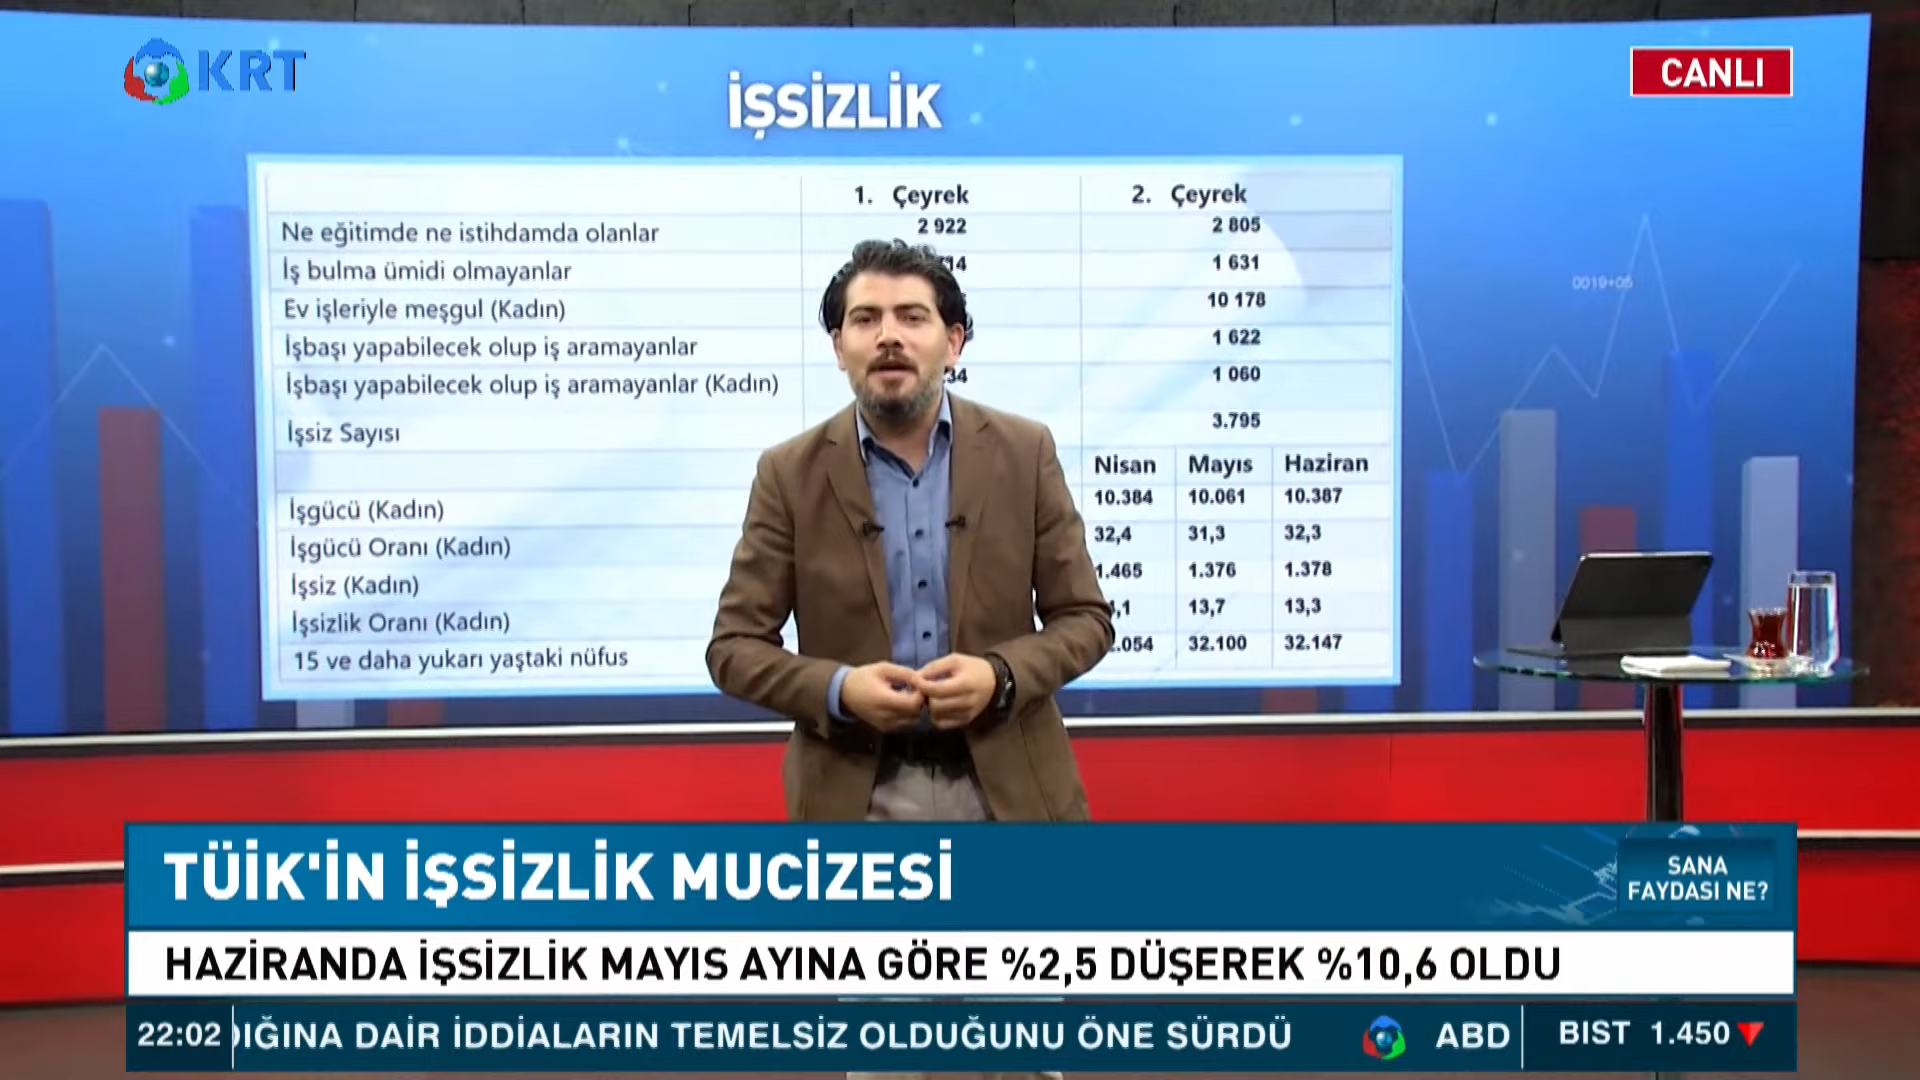 KRT
CANLI
İŞSİZLİK
1. Çeyrek 2. Çeyrek
Ne eğitimde ne istihdamda olanlar 2 922 2 805
İş bulma ümidi olmayanlar 1 631
Ev işleriyle meşgul (Kadın) 10 178
İşbaşı yapabilecek olup iş aramayanlar 1 622
İşbaşı yapabilecek olup iş aramayanlar (Kadın) 1 060
İşsiz Sayısı 3.795
Nisan Mayıs Haziran
İşgücü (Kadın) 10.384 10.061 10.387
İşgücü Oranı (Kadın) 32,4 31,3 32,3
İşsiz (Kadın) 1.465 1.376 1.378
İşsizlik Oranı (Kadın) 13,7 13,3
15 ve daha yukarı yaştaki nüfus .054 32.100 32.147
0019+05
TÜİK'İN İŞSİZLİK MUCİZESİ
SANA
FAYDASI NE?
HAZİRANDA İŞSİZLİK MAYIS AYINA GÖRE %2,5 DÜŞEREK %10,6 OLDU
22:02 IĞINA DAİR İDDİALARIN TEMELSİZ OLDUĞUNU ÖNE SÜRDÜ ABD BIST 1.450